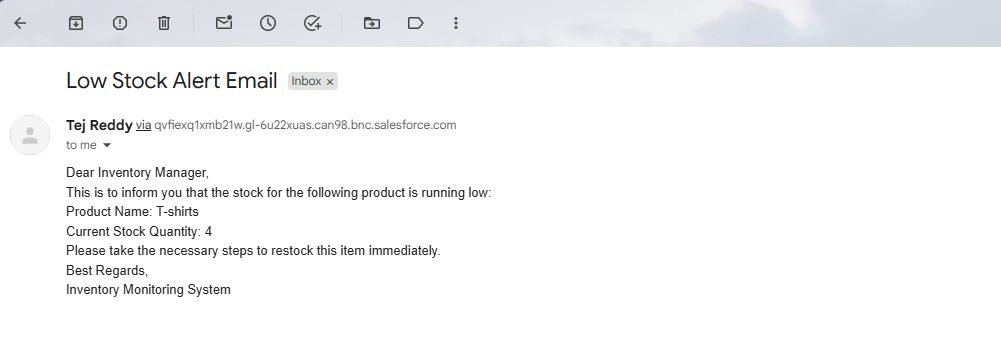 Low Stock Alert Email Inbox ×
Tej Reddy via qvfiexq1xmb21w.gl-6u22xuas.can98.bnc.salesforce.com
to me
Dear Inventory Manager,
This is to inform you that the stock for the following product is running low:
Product Name: T-shirts
Current Stock Quantity: 4
Please take the necessary steps to restock this item immediately.
Best Regards,
Inventory Monitoring System